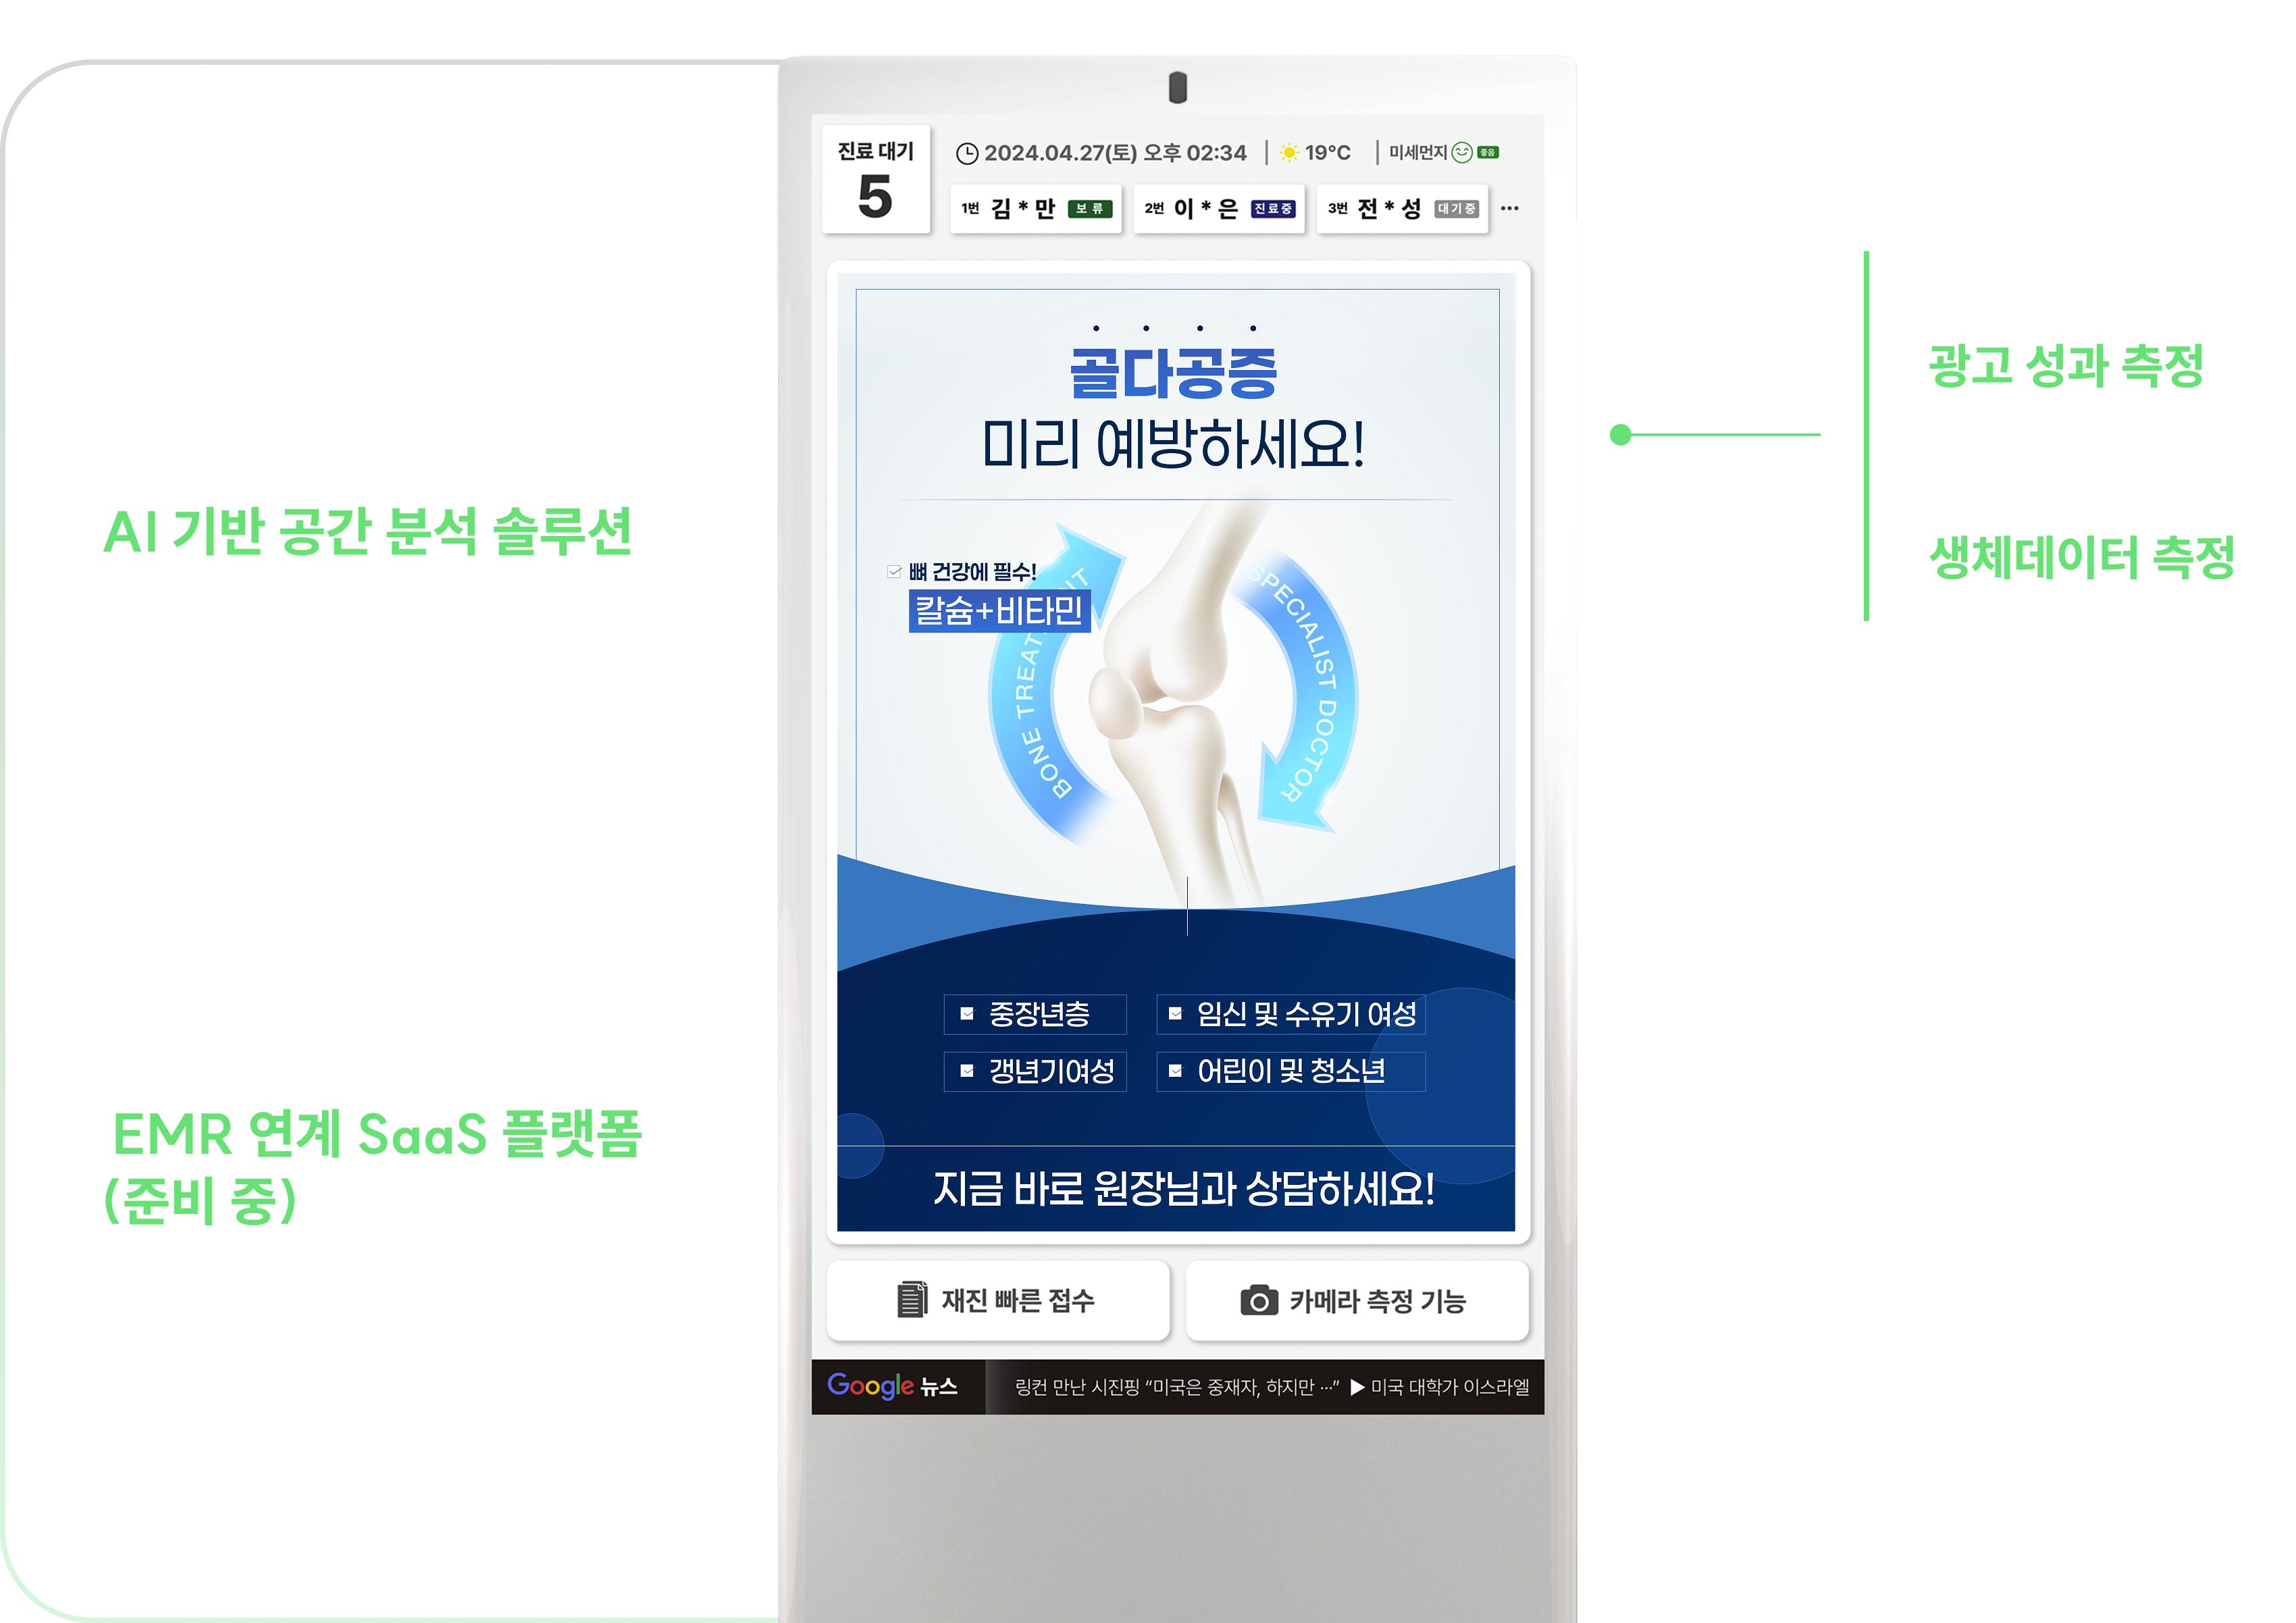 진료 대기
5
2024.04.27(토) 오후 02:34 | 19°C | 미세먼지 좋음
1번 김*만 보류 2번 이*은 진료중 3번 전*성 대기중 ···
골다공증
미리 예방하세요!
뼈 건강에 필수!
칼슘+비타민
BONE TREAT IT
SPECIALIST DOCTOR
중장년층
임신 및 수유기 여성
갱년기여성
어린이 및 청소년
지금 바로 원장님과 상담하세요!
재진 빠른 접수
카메라 측정 기능
Google 뉴스
링컨 만난 시진핑 “미국은 중재자, 하지만 ···” ▶ 미국 대학가 이스라엘
AI 기반 공간 분석 솔루션
EMR 연계 SaaS 플랫폼
(준비 중)
광고 성과 측정
생체데이터 측정